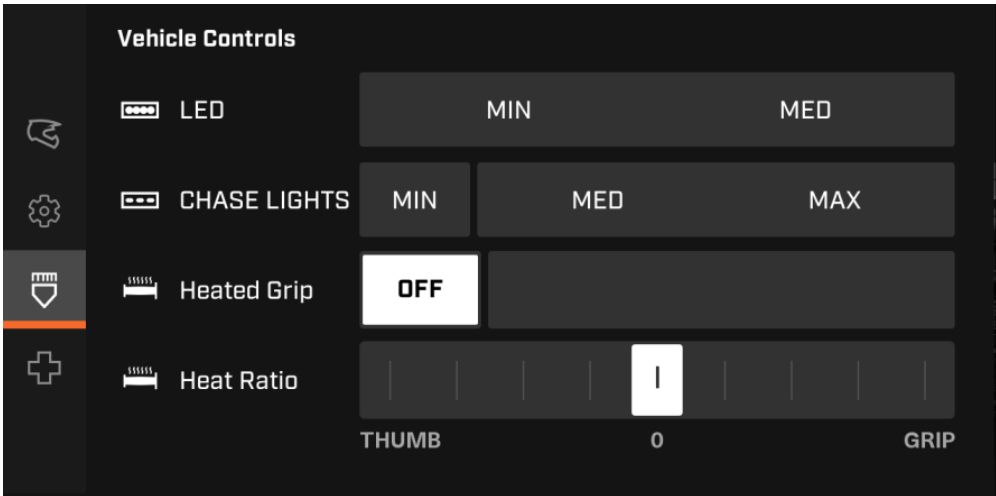 Vehicle Controls
LED MIN MED
CHASE LIGHTS MIN MED MAX
Heated Grip OFF
Heat Ratio
THUMB 0 GRIP